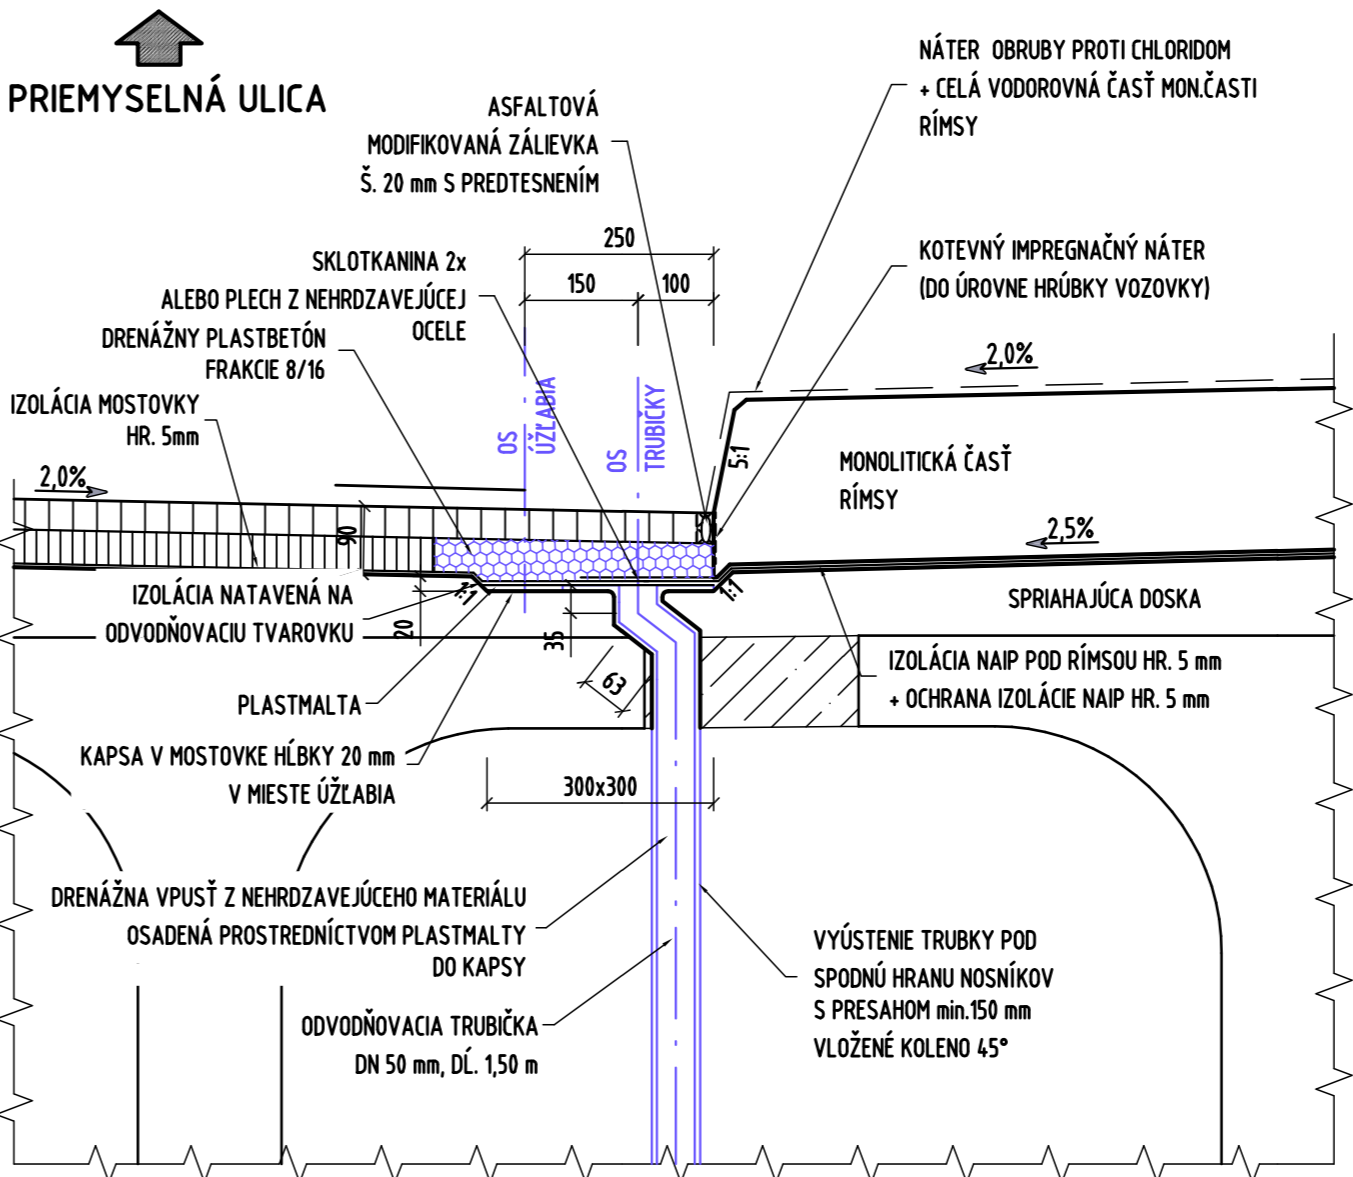 PRIEMYSELNÁ ULICA
NÁTER OBRUBY PROTI CHLORIDOM
+ CELÁ VODOROVNÁ ČASŤ MON.ČASTI
RÍMSY
ASFALTOVÁ
MODIFIKOVANÁ ZÁLIEVKA
Š. 20 mm S PREDTESNENÍM
250
150
100
SKLOTKANINA 2x
ALEBO PLECH Z NEHRDZAVEJÚCEJ
OCELE
KOTEVNÝ IMPREGNAČNÝ NÁTER
(DO ÚROVNE HRÚBKY VOZOVKY)
DRENÁŽNY PLASTBETÓN
FRAKCIE 8/16
2,0%
IZOLÁCIA MOSTOVKY
HR. 5mm
OS
ÚŽĽABIA
OS
TRUBIČKY
5:1
MONOLITICKÁ ČASŤ
RÍMSY
2,0%
90
2,5%
IZOLÁCIA NATAVENÁ NA
ODVODŇOVACIU TVAROVKU
1:1
1:1
20
35
63
SPRIAHAJÚCA DOSKA
IZOLÁCIA NAIP POD RÍMSOU HR. 5 mm
+ OCHRANA IZOLÁCIE NAIP HR. 5 mm
PLASTMALTA
KAPSA V MOSTOVKE HĹBKY 20 mm
V MIESTE ÚŽĽABIA
300x300
DRENÁŽNA VPUSŤ Z NEHRDZAVEJÚCEHO MATERIÁLU
OSADENÁ PROSTREDNÍCTVOM PLASTMALTY
DO KAPSY
VYÚSTENIE TRUBKY POD
SPODNÚ HRANU NOSNÍKOV
S PRESAHOM min.150 mm
VLOŽENÉ KOLENO 45°
ODVODŇOVACIA TRUBIČKA
DN 50 mm, DĹ. 1,50 m